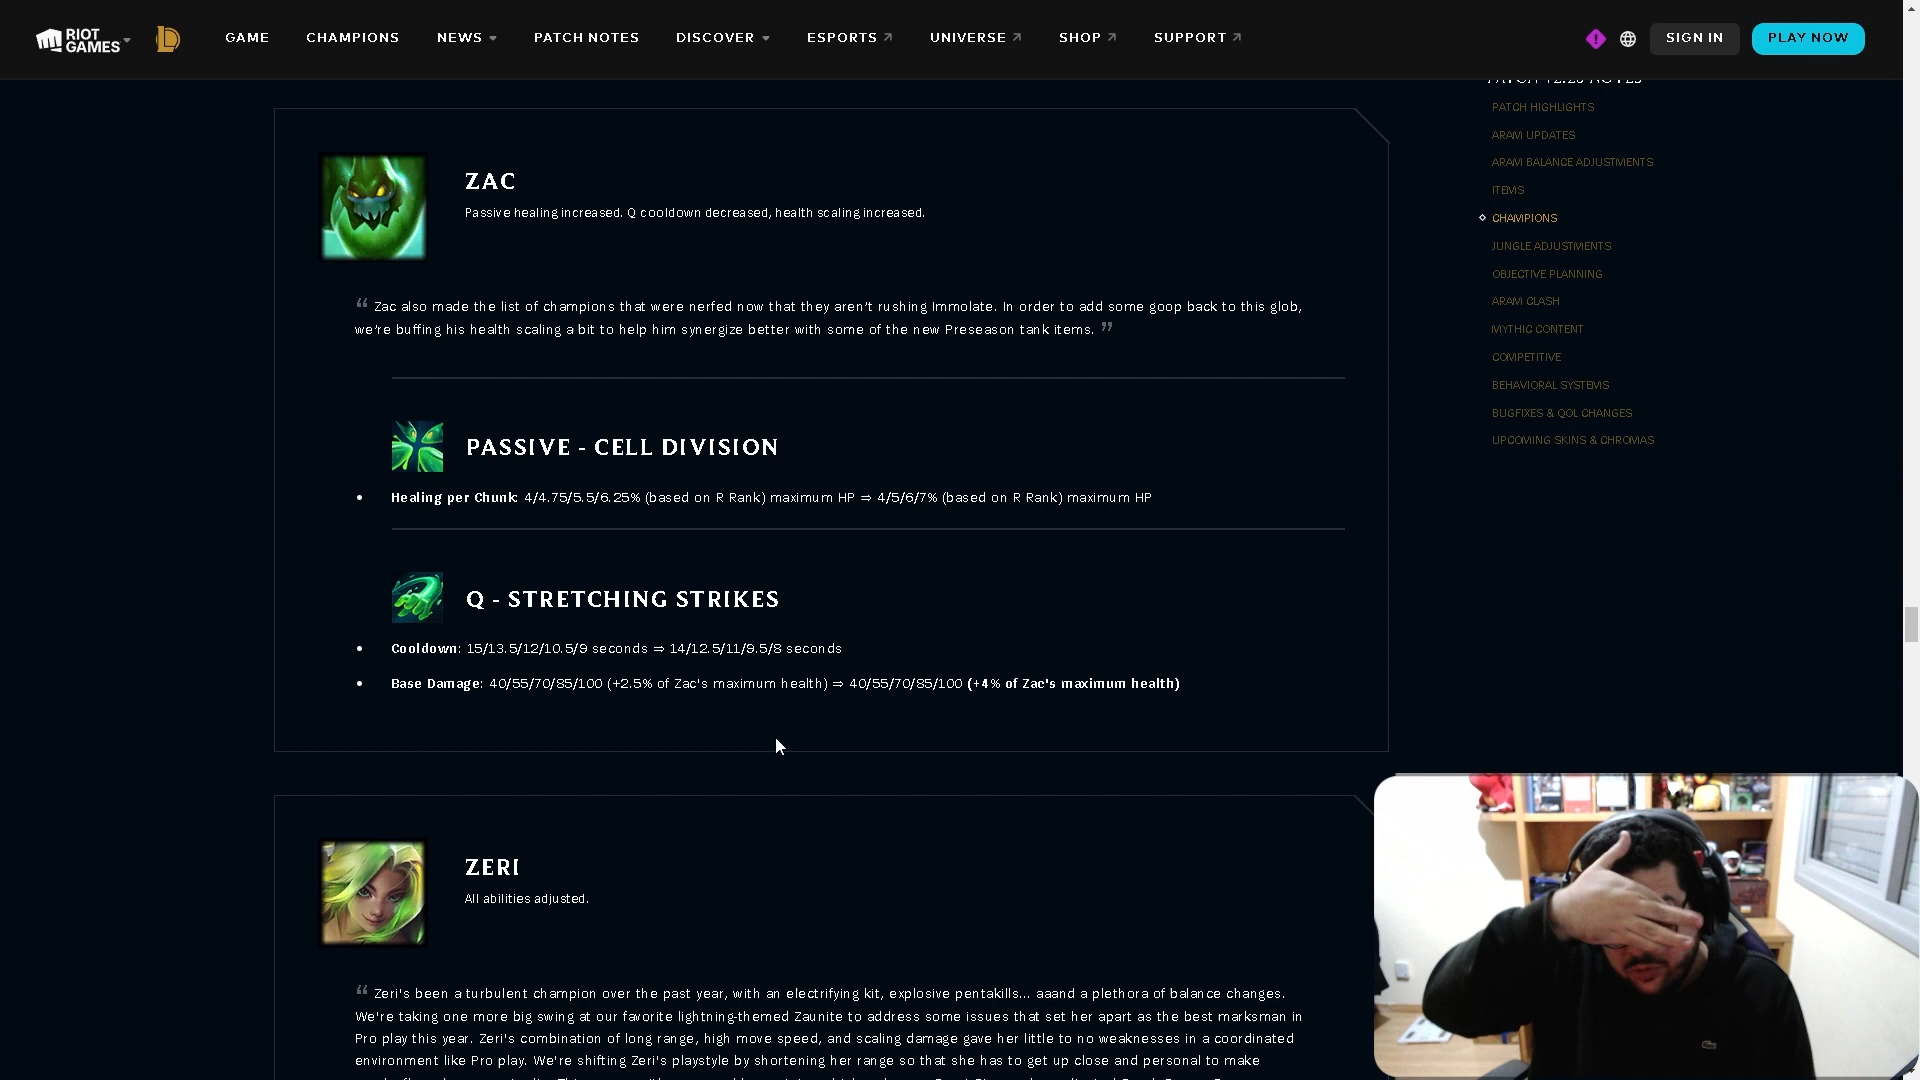 RIOT GAMES
GAME
CHAMPIONS
NEWS
PATCH NOTES
DISCOVER
ESPORTS
UNIVERSE
SHOP
SUPPORT
SIGN IN
PLAY NOW
PATCH HIGHLIGHTS
ARAM UPDATES
ARAM BALANCE ADJUSTMENTS
ITEMS
CHAMPIONS
JUNGLE ADJUSTMENTS
OBJECTIVE PLANNING
ARAM CLASH
MYTHIC CONTENT
COMPETITIVE
BEHAVIORAL SYSTEMS
BUGFIXES & QOL CHANGES
UPCOMING SKINS & CHROMAS
ZAC
Passive healing increased. Q cooldown decreased, health scaling increased.
“ Zac also made the list of champions that were nerfed now that they aren’t rushing Immolate. In order to add some goop back to this glob,
we’re buffing his health scaling a bit to help him synergize better with some of the new Preseason tank items. ”
PASSIVE - CELL DIVISION
• Healing per Chunk: 4/4.75/5.5/6.25% (based on R Rank) maximum HP ⇒ 4/5/6/7% (based on R Rank) maximum HP
Q - STRETCHING STRIKES
• Cooldown: 15/13.5/12/10.5/9 seconds ⇒ 14/12.5/11/9.5/8 seconds
• Base Damage: 40/55/70/85/100 (+2.5% of Zac's maximum health) ⇒ 40/55/70/85/100 (+4% of Zac's maximum health)
ZERI
All abilities adjusted.
“ Zeri's been a turbulent champion over the past year, with an electrifying kit, explosive pentakills... aaand a plethora of balance changes.
We're taking one more big swing at our favorite lightning-themed Zaunite to address some issues that set her apart as the best marksman in
Pro play this year. Zeri's combination of long range, high move speed, and scaling damage gave her little to no weaknesses in a coordinated
environment like Pro play. We're shifting Zeri's playstyle by shortening her range so that she has to get up close and personal to make